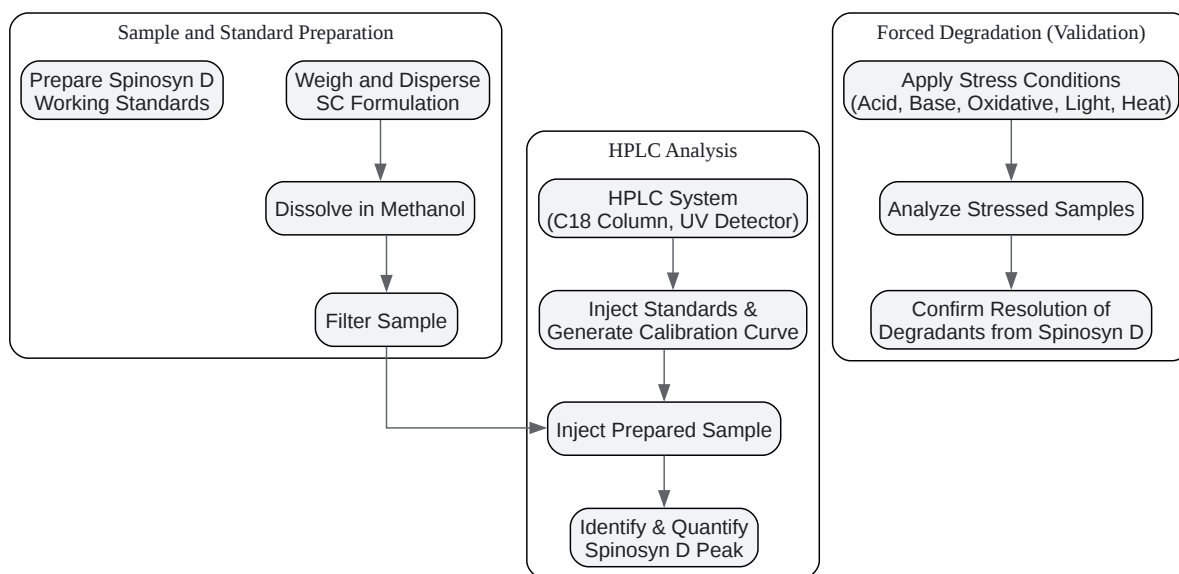 Sample and Standard Preparation
Prepare Spinosyn D
Working Standards
Weigh and Disperse
SC Formulation
Dissolve in Methanol
Filter Sample
HPLC Analysis
HPLC System
(C18 Column, UV Detector)
Inject Standards &
Generate Calibration Curve
Inject Prepared Sample
Identify & Quantify
Spinosyn D Peak
Forced Degradation (Validation)
Apply Stress Conditions
(Acid, Base, Oxidative, Light, Heat)
Analyze Stressed Samples
Confirm Resolution of
Degradants from Spinosyn D